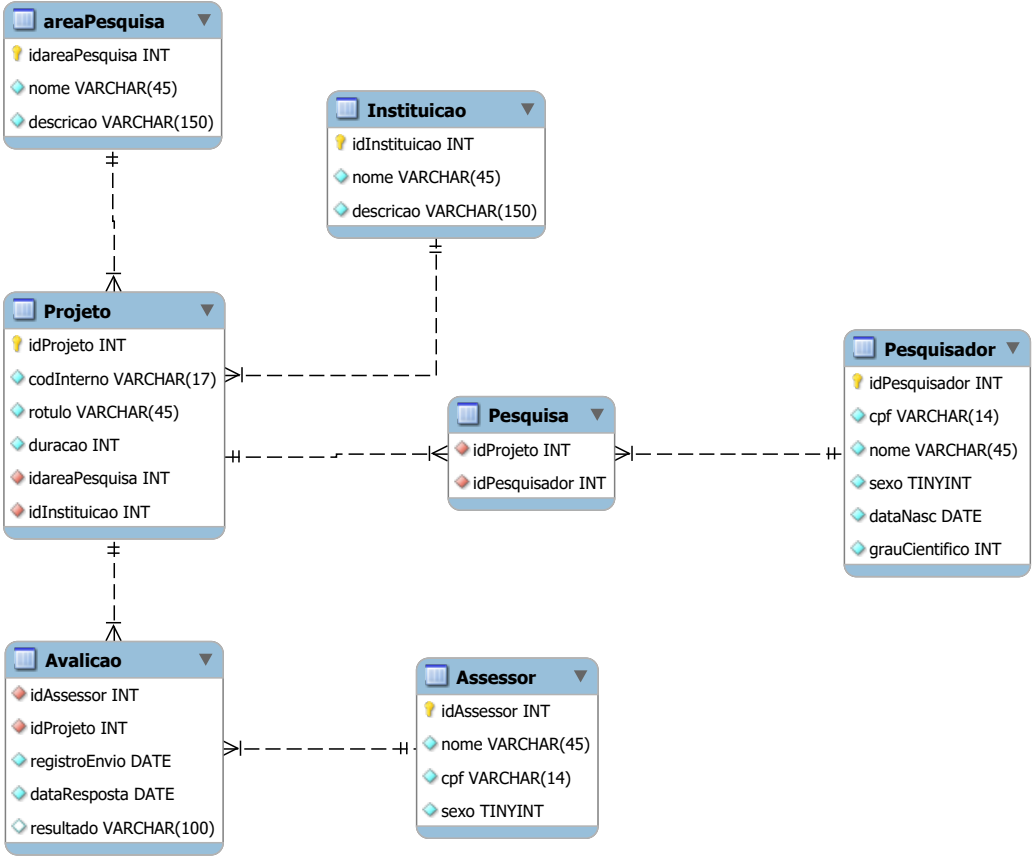 areaPesquisa
idareaPesquisa INT
nome VARCHAR(45)
descricao VARCHAR(150)
Instituicao
idInstituicao INT
nome VARCHAR(45)
descricao VARCHAR(150)
Projeto
idProjeto INT
codInterno VARCHAR(17)
rotulo VARCHAR(45)
duracao INT
idareaPesquisa INT
idInstituicao INT
Pesquisa
idProjeto INT
idPesquisador INT
Pesquisador
idPesquisador INT
cpf VARCHAR(14)
nome VARCHAR(45)
sexo TINYINT
dataNasc DATE
grauCientifico INT
Avalicao
idAssessor INT
idProjeto INT
registroEnvio DATE
dataResposta DATE
resultado VARCHAR(100)
Assessor
idAssessor INT
nome VARCHAR(45)
cpf VARCHAR(14)
sexo TINYINT